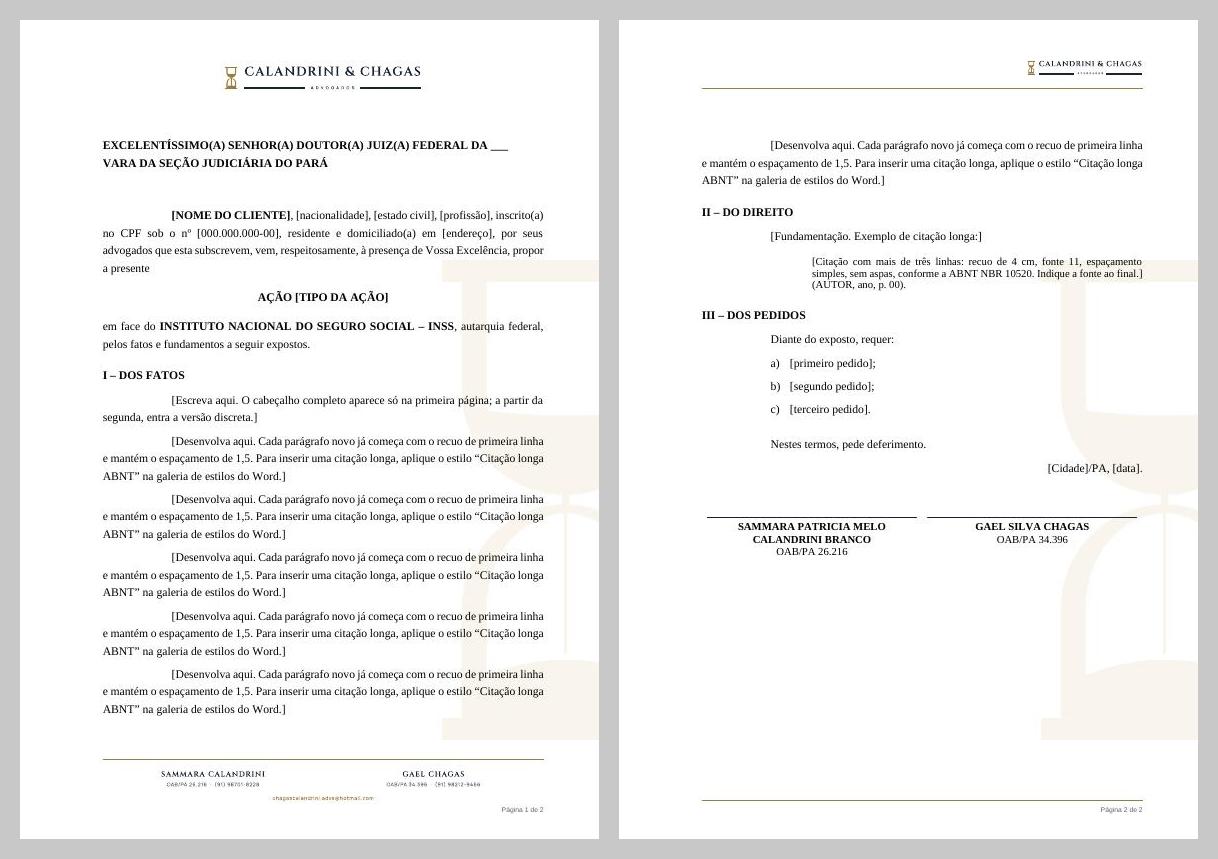 CALANDRINI & CHAGAS
ADVOGADOS
EXCELENTÍSSIMO(A) SENHOR(A) DOUTOR(A) JUIZ(A) FEDERAL DA ___
VARA DA SEÇÃO JUDICIÁRIA DO PARÁ
[NOME DO CLIENTE], [nacionalidade], [estado civil], [profissão], inscrito(a)
no CPF sob o nº [000.000.000-00], residente e domiciliado(a) em [endereço], por seus
advogados que esta subscrevem, vem, respeitosamente, à presença de Vossa Excelência, propor
a presente
AÇÃO [TIPO DA AÇÃO]
em face do INSTITUTO NACIONAL DO SEGURO SOCIAL – INSS, autarquia federal,
pelos fatos e fundamentos a seguir expostos.
I – DOS FATOS
[Escreva aqui. O cabeçalho completo aparece só na primeira página; a partir da
segunda, entra a versão discreta.]
[Desenvolva aqui. Cada parágrafo novo já começa com o recuo de primeira linha
e mantém o espaçamento de 1,5. Para inserir uma citação longa, aplique o estilo “Citação longa
ABNT” na galeria de estilos do Word.]
[Desenvolva aqui. Cada parágrafo novo já começa com o recuo de primeira linha
e mantém o espaçamento de 1,5. Para inserir uma citação longa, aplique o estilo “Citação longa
ABNT” na galeria de estilos do Word.]
[Desenvolva aqui. Cada parágrafo novo já começa com o recuo de primeira linha
e mantém o espaçamento de 1,5. Para inserir uma citação longa, aplique o estilo “Citação longa
ABNT” na galeria de estilos do Word.]
[Desenvolva aqui. Cada parágrafo novo já começa com o recuo de primeira linha
e mantém o espaçamento de 1,5. Para inserir uma citação longa, aplique o estilo “Citação longa
ABNT” na galeria de estilos do Word.]
[Desenvolva aqui. Cada parágrafo novo já começa com o recuo de primeira linha
e mantém o espaçamento de 1,5. Para inserir uma citação longa, aplique o estilo “Citação longa
ABNT” na galeria de estilos do Word.]
SAMMARA CALANDRINI
OAB/PA 26.216 · (91) 98701-8228
GAEL CHAGAS
OAB/PA 34.396 · (91) 98212-9456
chagascalandrini.advs@hotmail.com
Página 1 de 2
CALANDRINI & CHAGAS
ADVOGADOS
[Desenvolva aqui. Cada parágrafo novo já começa com o recuo de primeira linha
e mantém o espaçamento de 1,5. Para inserir uma citação longa, aplique o estilo “Citação longa
ABNT” na galeria de estilos do Word.]
II – DO DIREITO
[Fundamentação. Exemplo de citação longa:]
[Citação com mais de três linhas: recuo de 4 cm, fonte 11, espaçamento
simples, sem aspas, conforme a ABNT NBR 10520. Indique a fonte ao final.]
(AUTOR, ano, p. 00).
III – DOS PEDIDOS
Diante do exposto, requer:
a) [primeiro pedido];
b) [segundo pedido];
c) [terceiro pedido].
Nestes termos, pede deferimento.
[Cidade]/PA, [data].
SAMMARA PATRICIA MELO
CALANDRINI BRANCO
OAB/PA 26.216
GAEL SILVA CHAGAS
OAB/PA 34.396
Página 2 de 2